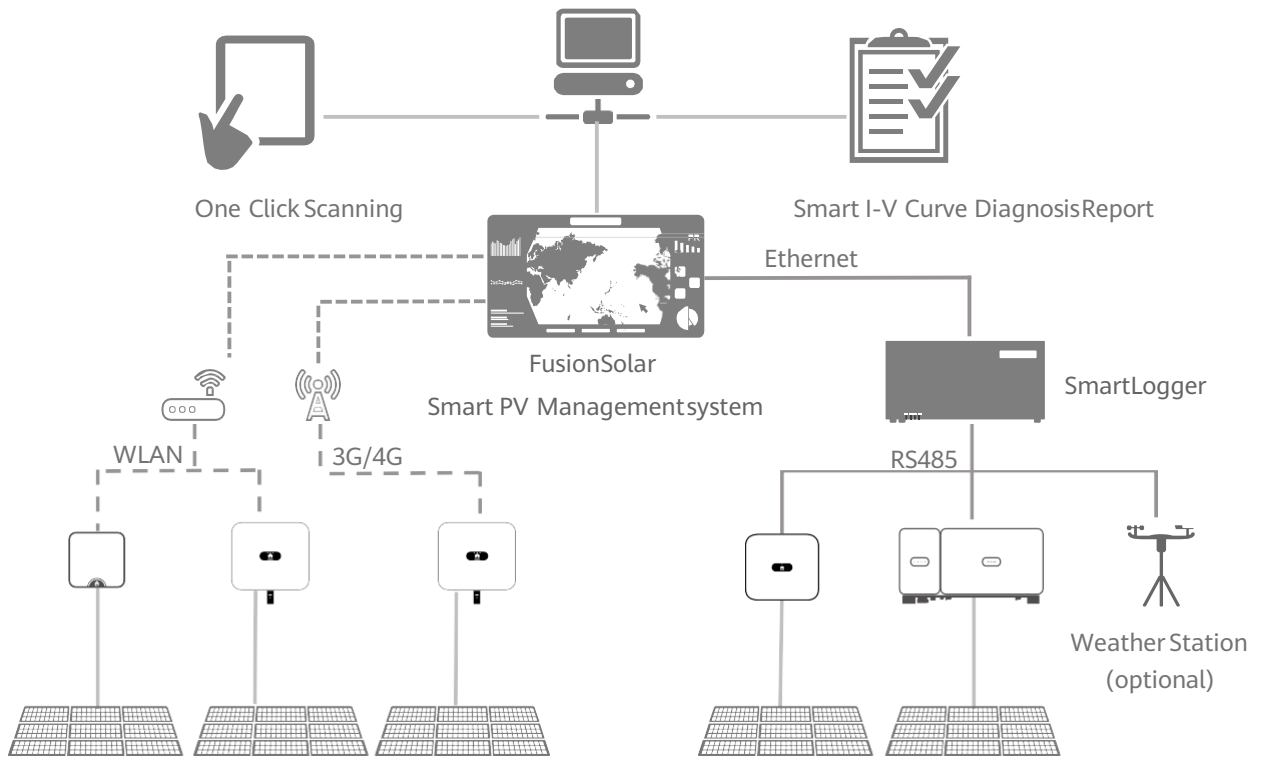 One Click Scanning
Smart I-V Curve DiagnosisReport
Ethernet
FusionSolar
Smart PV Managementsystem
SmartLogger
WLAN
3G/4G
RS485
Weather Station
(optional)